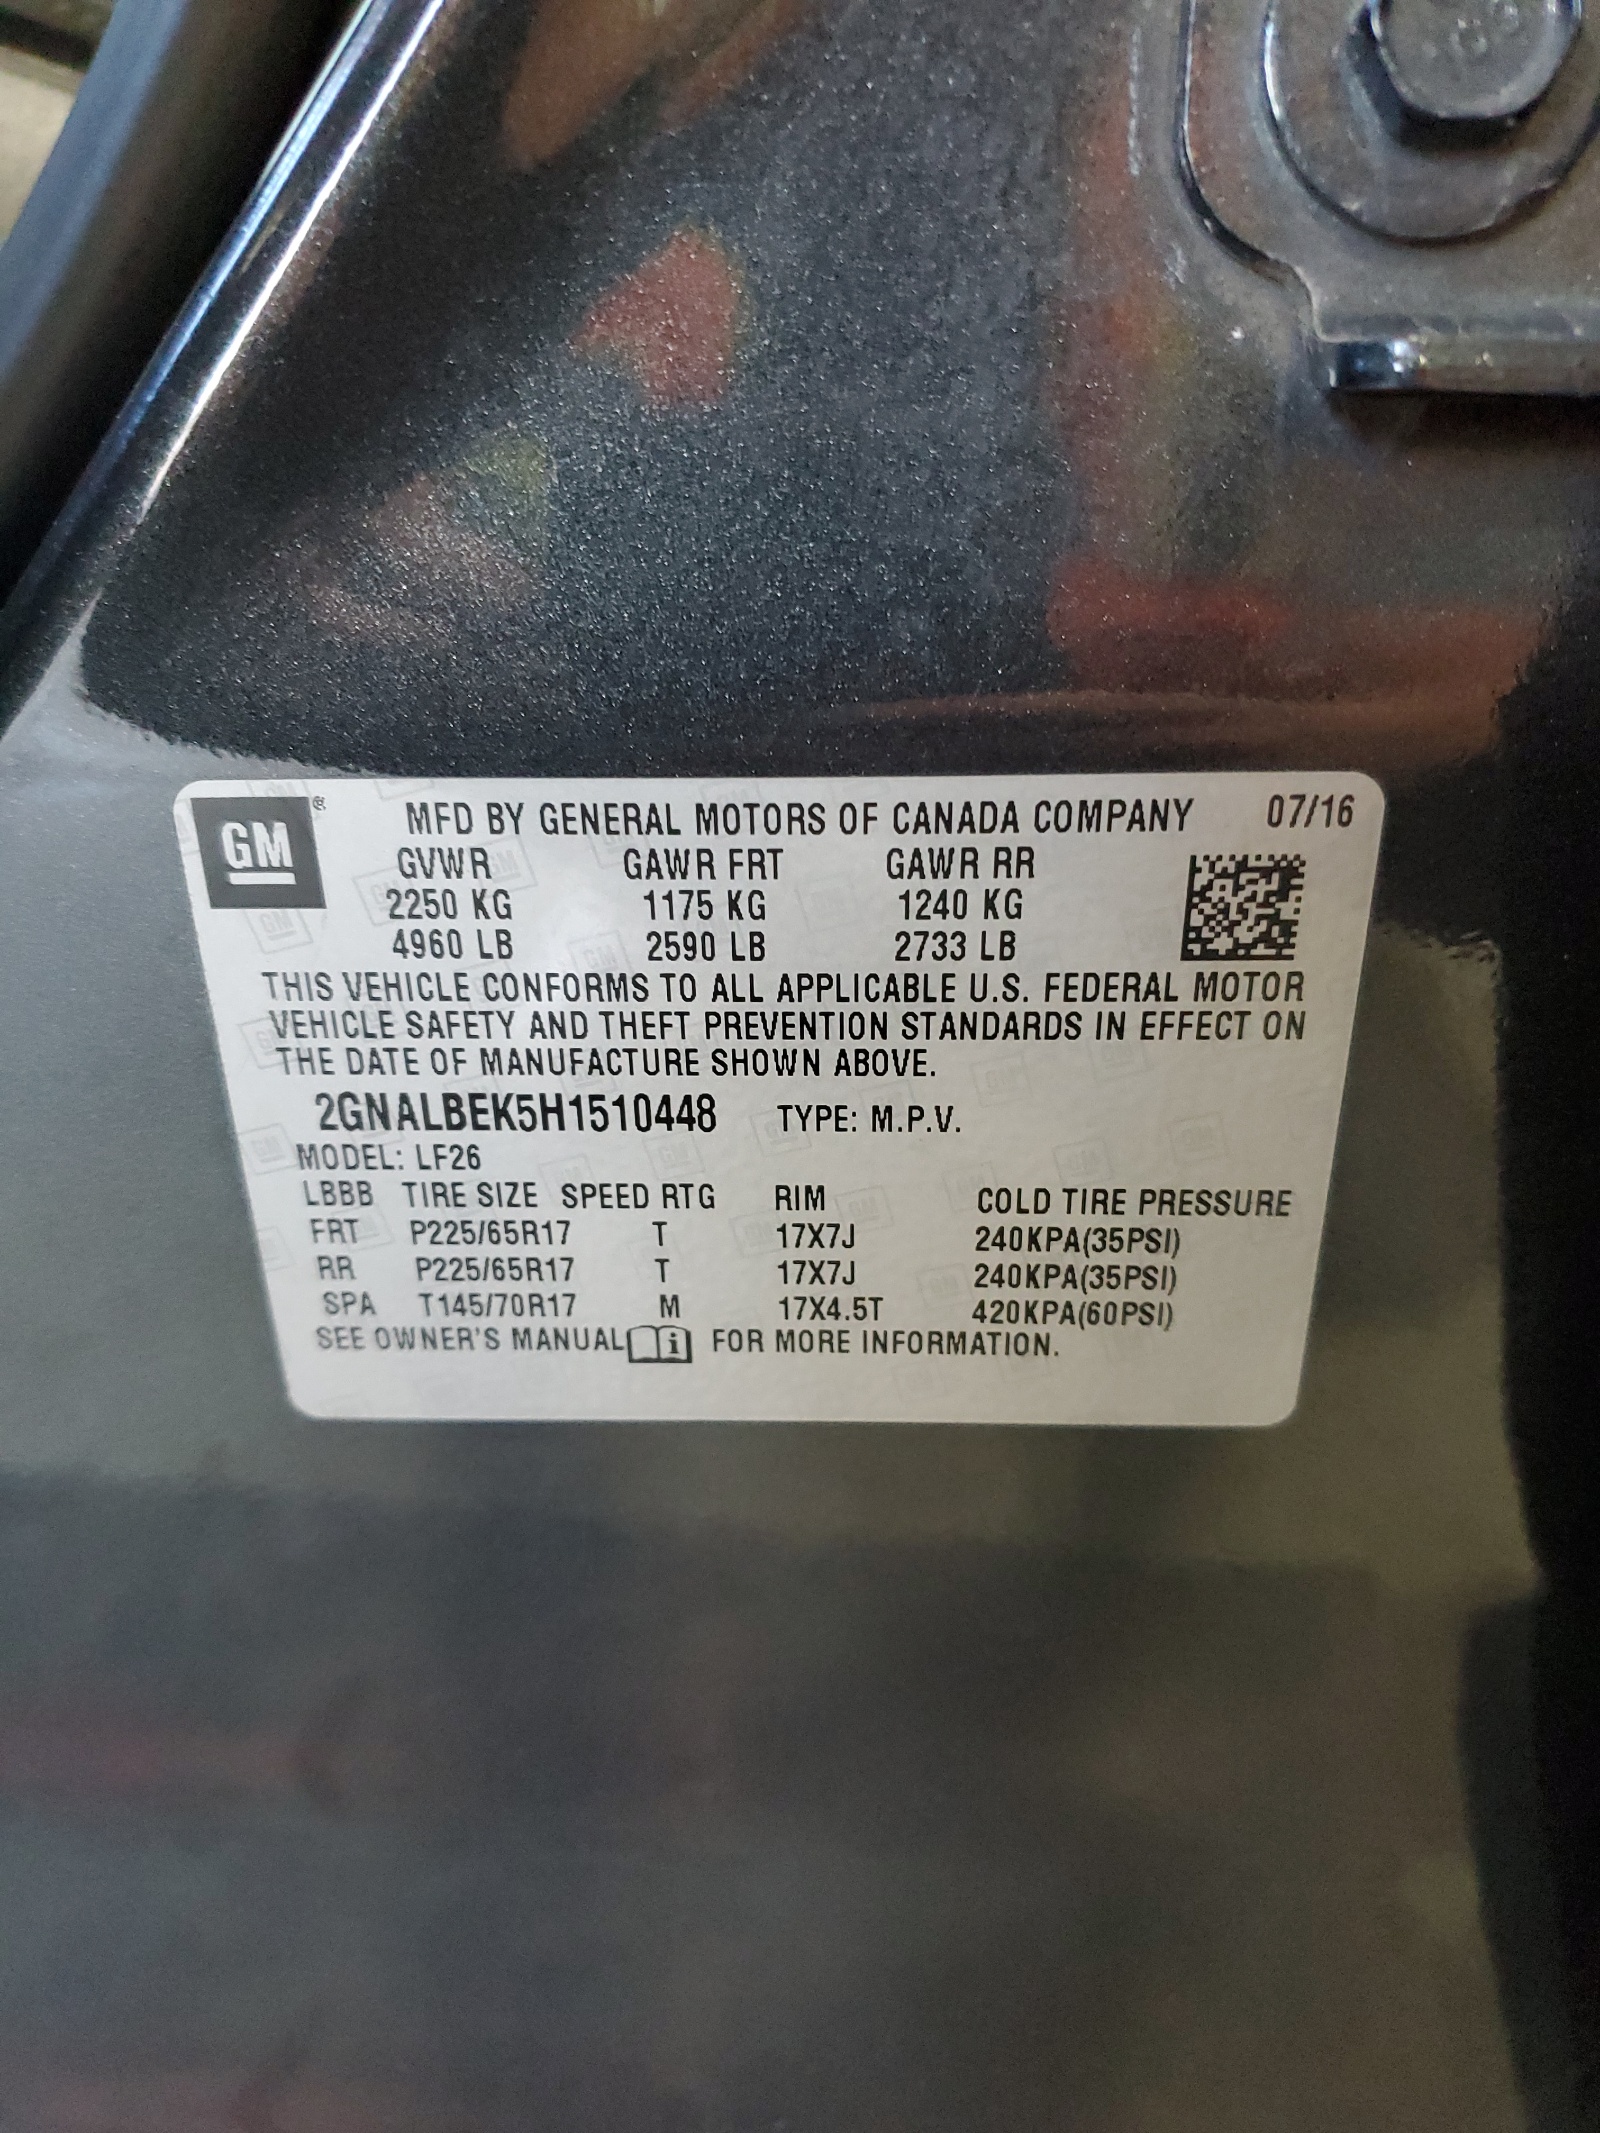 GM ®
MFD BY GENERAL MOTORS OF CANADA COMPANY 07/16
GVWR GAWR FRT GAWR RR
2250 KG 1175 KG 1240 KG
4960 LB 2590 LB 2733 LB
THIS VEHICLE CONFORMS TO ALL APPLICABLE U.S. FEDERAL MOTOR
VEHICLE SAFETY AND THEFT PREVENTION STANDARDS IN EFFECT ON
THE DATE OF MANUFACTURE SHOWN ABOVE.
2GNALBEK5H1510448 TYPE: M.P.V.
MODEL: LF26
LBBB TIRE SIZE SPEED RTG RIM COLD TIRE PRESSURE
FRT P225/65R17 T 17X7J 240KPA(35PSI)
RR P225/65R17 T 17X7J 240KPA(35PSI)
SPA T145/70R17 M 17X4.5T 420KPA(60PSI)
SEE OWNER'S MANUAL i FOR MORE INFORMATION.